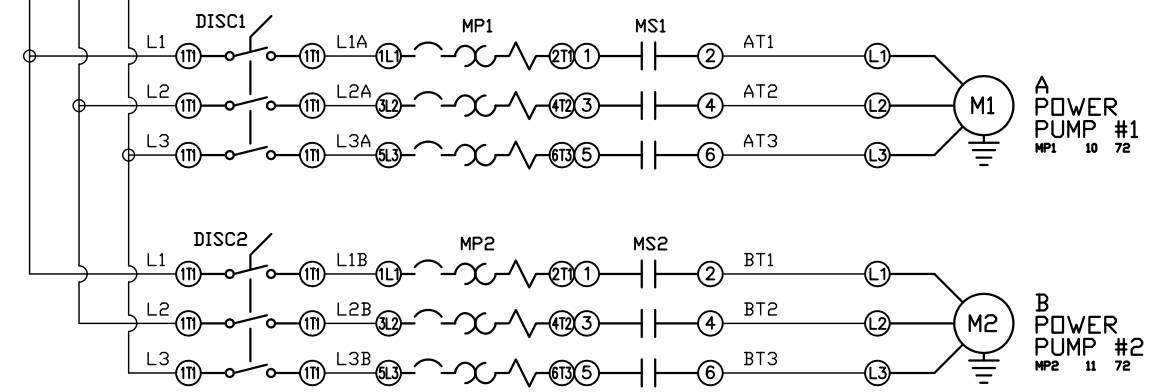 DISC1 MP1 MS1
L1 1T1 1T1 L1A 1L1 2T1 1 2 AT1 L1
L2 1T1 1T1 L2A 3L2 4T2 3 4 AT2 L2
L3 1T1 1T1 L3A 5L3 6T3 5 6 AT3 L3
M1
A
POWER
PUMP #1
MP1 10 72
DISC2 MP2 MS2
L1 1T1 1T1 L1B 1L1 2T1 1 2 BT1 L1
L2 1T1 1T1 L2B 3L2 4T2 3 4 BT2 L2
L3 1T1 1T1 L3B 5L3 6T3 5 6 BT3 L3
M2
B
POWER
PUMP #2
MP2 11 72